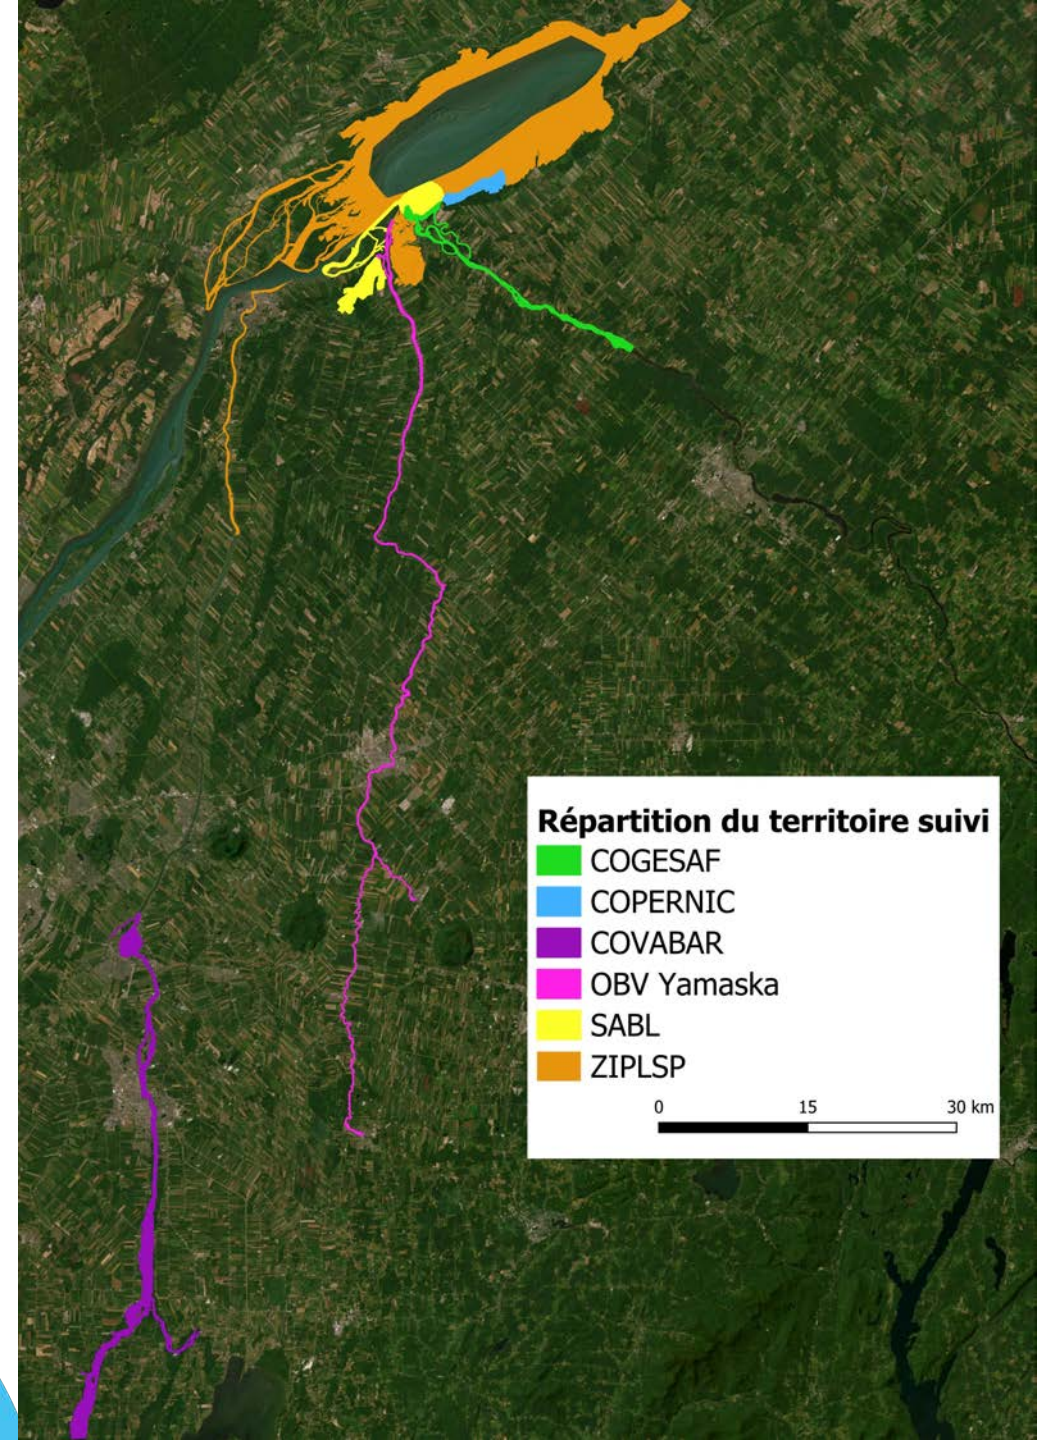 Répartition du territoire suivi
COGESAF
COPERNIC
COVABAR
OBV Yamaska
SABL
ZIPLSP
0 15 30 km